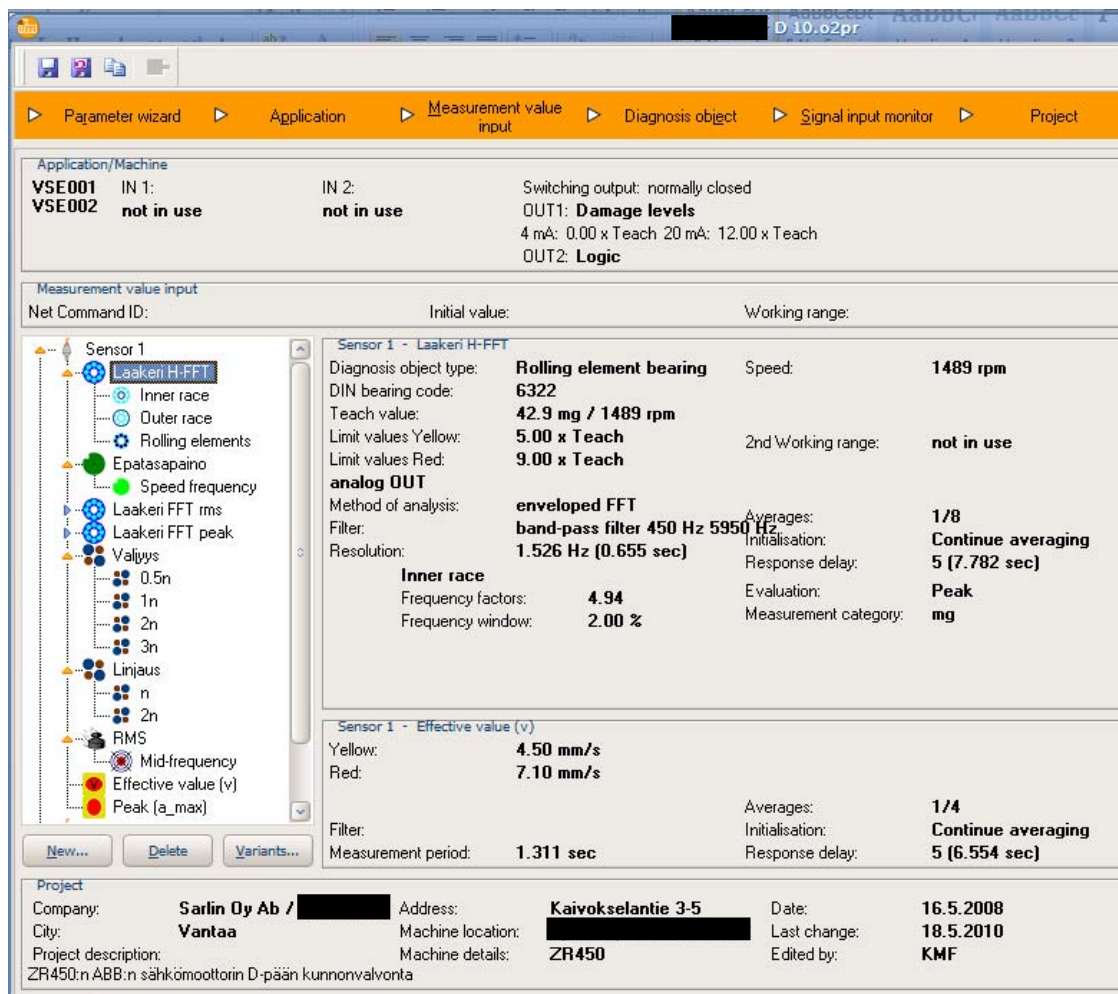 D 10.o2pr
Parameter wizard Application Measurement value input Diagnosis object Signal input monitor Project
Application/Machine
VSE001 IN 1: IN 2: Switching output: normally closed
VSE002 not in use not in use OUT1: Damage levels
4 mA: 0.00 x Teach 20 mA: 12.00 x Teach
OUT2: Logic
Measurement value input
Net Command ID: Initial value: Working range:
Sensor 1
Laakeri H-FFT
Inner race
Outer race
Rolling elements
Epatasapaino
Speed frequency
Laakeri FFT rms
Laakeri FFT peak
Valjyys
0.5n
1n
2n
3n
Linjaus
n
2n
RMS
Mid-frequency
Effective value (v)
Peak (a_max)
New... Delete Variants...
Sensor 1 - Laakeri H-FFT
Diagnosis object type: Rolling element bearing Speed: 1489 rpm
DIN bearing code: 6322
Teach value: 42.9 mg / 1489 rpm
Limit values Yellow: 5.00 x Teach 2nd Working range: not in use
Limit values Red: 9.00 x Teach
analog OUT
Method of analysis: enveloped FFT
Averages: 1/8
Filter: band-pass filter 450 Hz 5950 Hz
Initialisation: Continue averaging
Resolution: 1.526 Hz (0.655 sec)
Response delay: 5 (7.782 sec)
Inner race
Frequency factors: 4.94 Evaluation: Peak
Frequency window: 2.00 % Measurement category: mg
Sensor 1 - Effective value (v)
Yellow: 4.50 mm/s
Red: 7.10 mm/s
Averages: 1/4
Filter: Initialisation: Continue averaging
Measurement period: 1.311 sec Response delay: 5 (6.554 sec)
Project
Company: Sarlin Oy Ab / Address: Kaivokselantie 3-5 Date: 16.5.2008
City: Vantaa Machine location: Last change: 18.5.2010
Project description: Machine details: ZR450 Edited by: KMF
ZR450:n ABB:n sähkömoottorin D-pään kunnonvalvonta